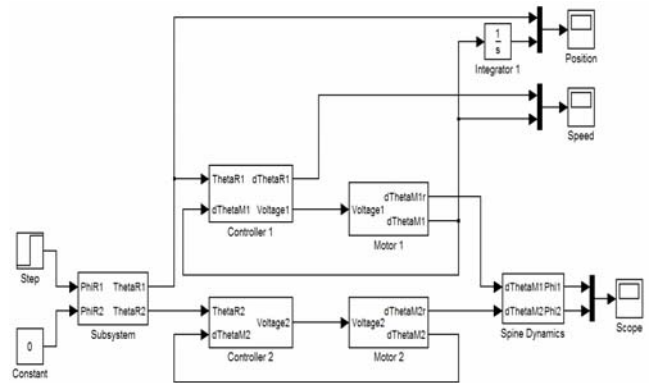 1
s
Integrator 1
Position
Speed
ThetaR1 dThetaR1
dThetaM1 Voltage1
Controller 1
Voltage1 dThetaM1r
dThetaM1
Motor 1
Step
PhiR1 ThetaR1
PhiR2 ThetaR2
Subsystem
0
Constant
ThetaR2
dThetaM2 Voltage2
Controller 2
Voltage2 dThetaM2r
dThetaM2
Motor 2
dThetaM1 Phi1
dThetaM2 Phi2
Spine Dynamics
Scope